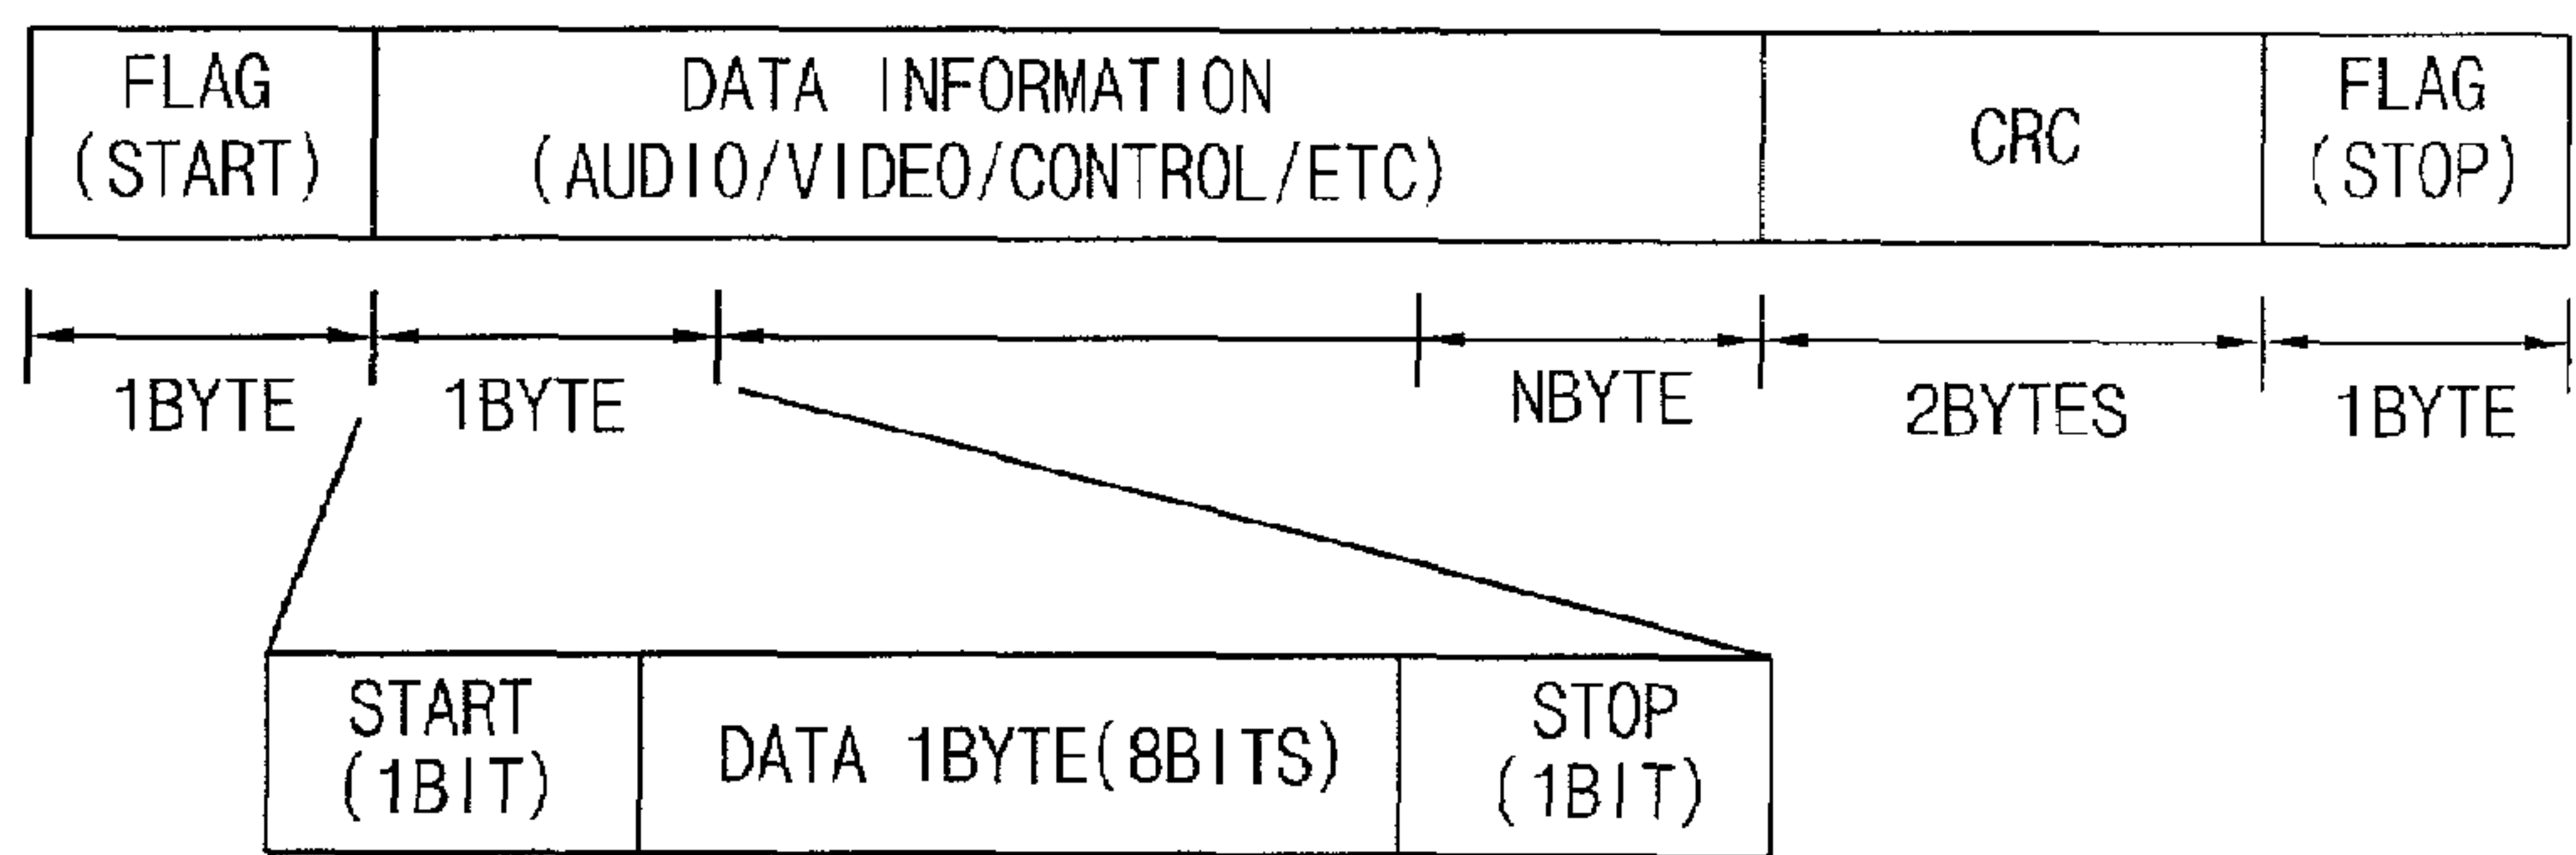 FLAG
(START)
DATA INFORMATION
(AUDIO/VIDEO/CONTROL/ETC)
CRC
FLAG
(STOP)
1BYTE
1BYTE
NBYTE
2BYTES
1BYTE
START
(1BIT)
DATA 1BYTE(8BITS)
STOP
(1BIT)